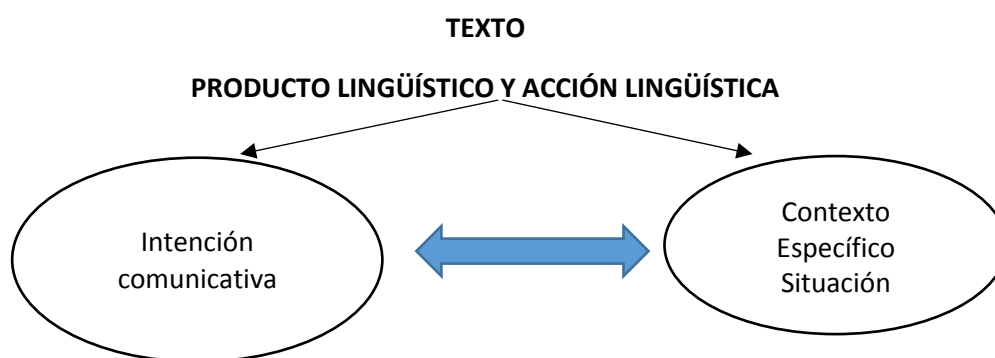 TEXTO
PRODUCTO LINGÜÍSTICO Y ACCIÓN LINGÜÍSTICA
Intención
comunicativa
Contexto
Específico
Situación